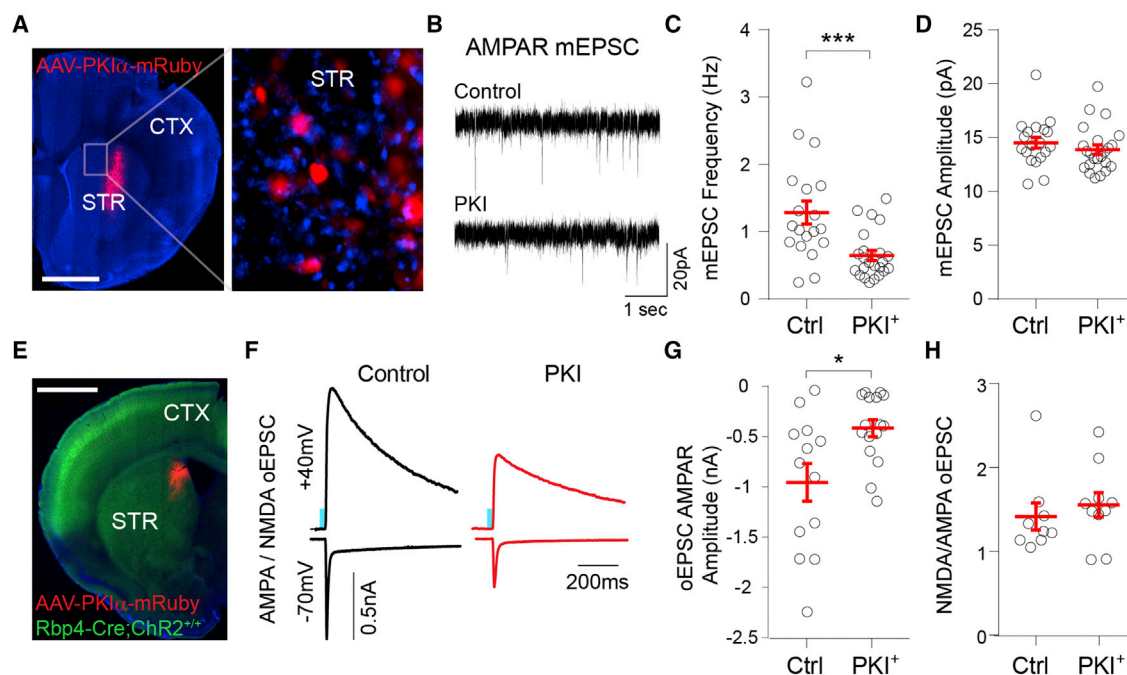 A
AAV-PKIα-mRuby
CTX
STR
STR
B
AMPAR mEPSC
Control
PKI
20pA
1 sec
C
***
mEPSC Frequency (Hz)
4
3
2
1
0
Ctrl
PKI⁺
D
mEPSC Amplitude (pA)
25
20
15
10
5
0
Ctrl
PKI⁺
E
CTX
STR
AAV-PKIα-mRuby
Rbp4-Cre;ChR2⁺/⁺
F
Control
PKI
AMPA / NMDA oEPSC
+40mV
-70mV
0.5nA
200ms
G
*
oEPSC AMPAR
Amplitude (nA)
-0
-0.5
-1
-1.5
-2
-2.5
Ctrl
PKI⁺
H
NMDA/AMPA oEPSC
3
2
1
0
Ctrl
PKI⁺